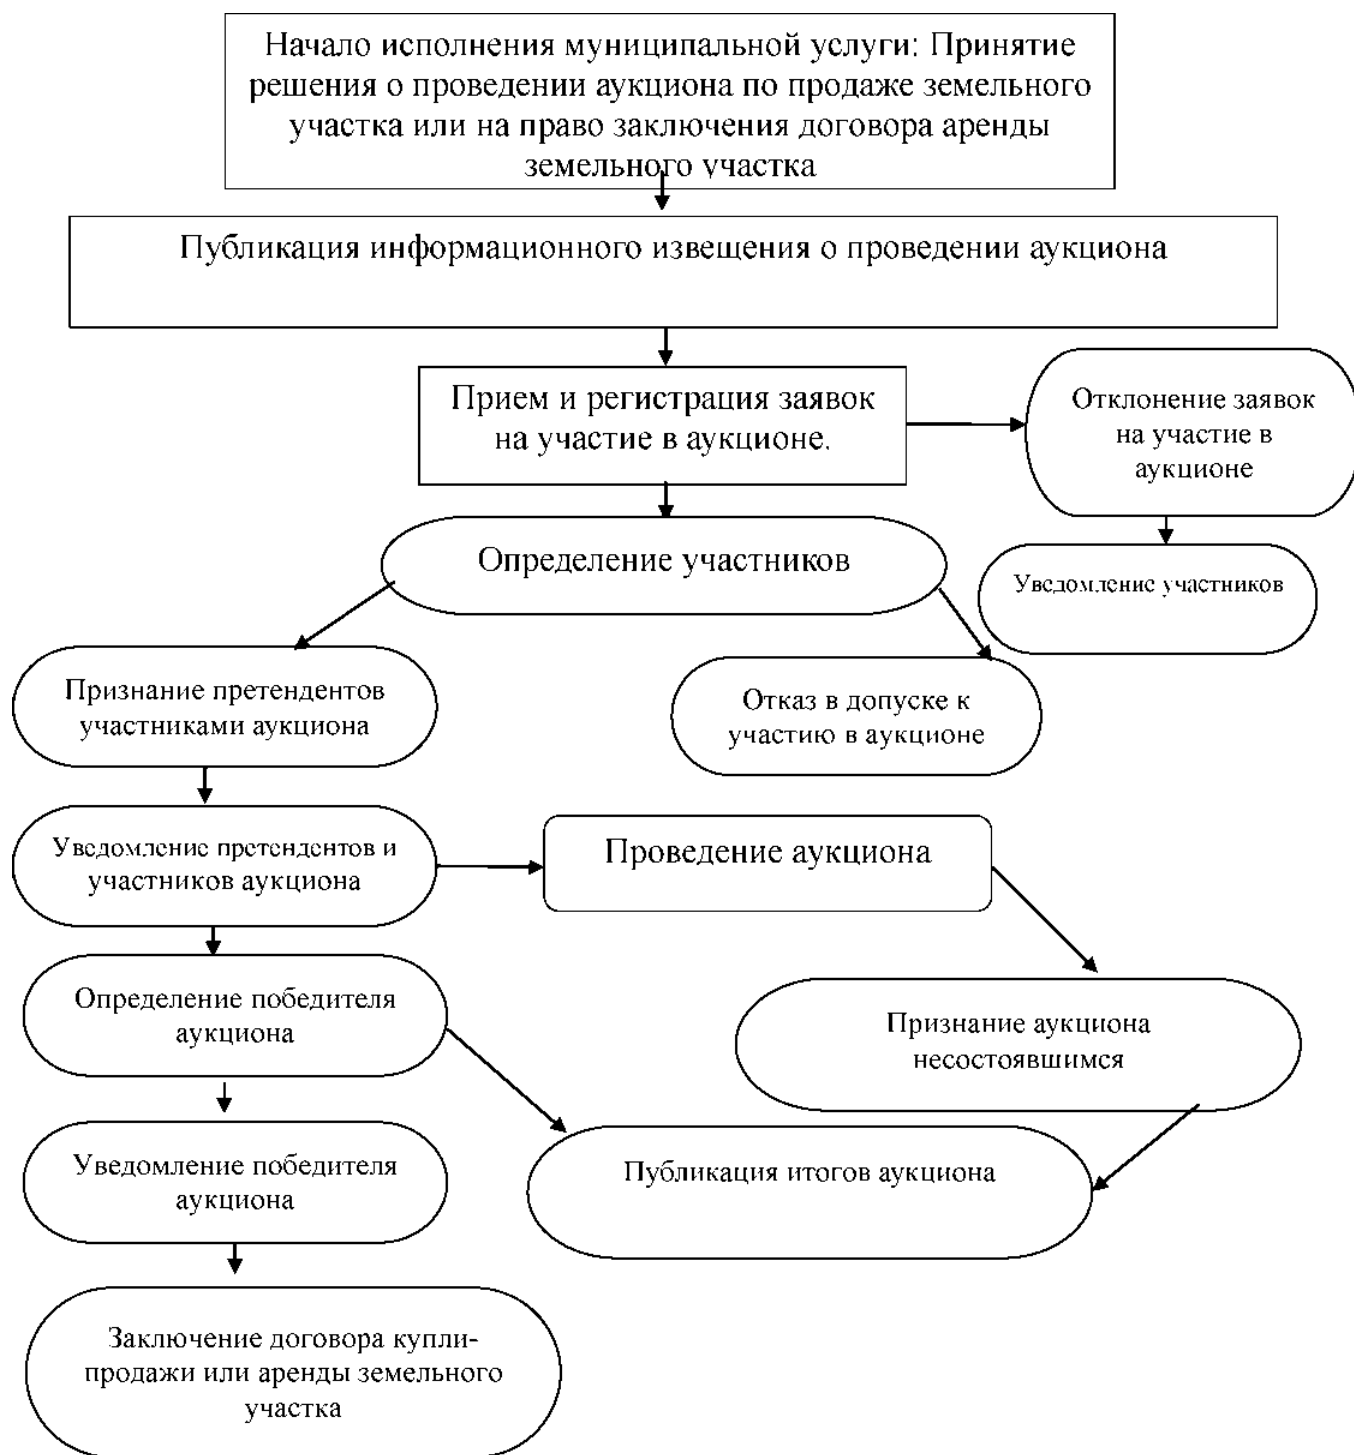 Начало исполнения муниципальной услуги: Принятие
решения о проведении аукциона по продаже земельного
участка или на право заключения договора аренды
земельного участка
Публикация информационного извещения о проведении аукциона
Прием и регистрация заявок
на участие в аукционе.
Отклонение заявок
на участие в
аукционе
Определение участников
Уведомление участников
Признание претендентов
участниками аукциона
Отказ в допуске к
участию в аукционе
Уведомление претендентов и
участников аукциона
Проведение аукциона
Определение победителя
аукциона
Признание аукциона
несостоявшимся
Уведомление победителя
аукциона
Публикация итогов аукциона
Заключение договора купли-
продажи или аренды земельного
участка